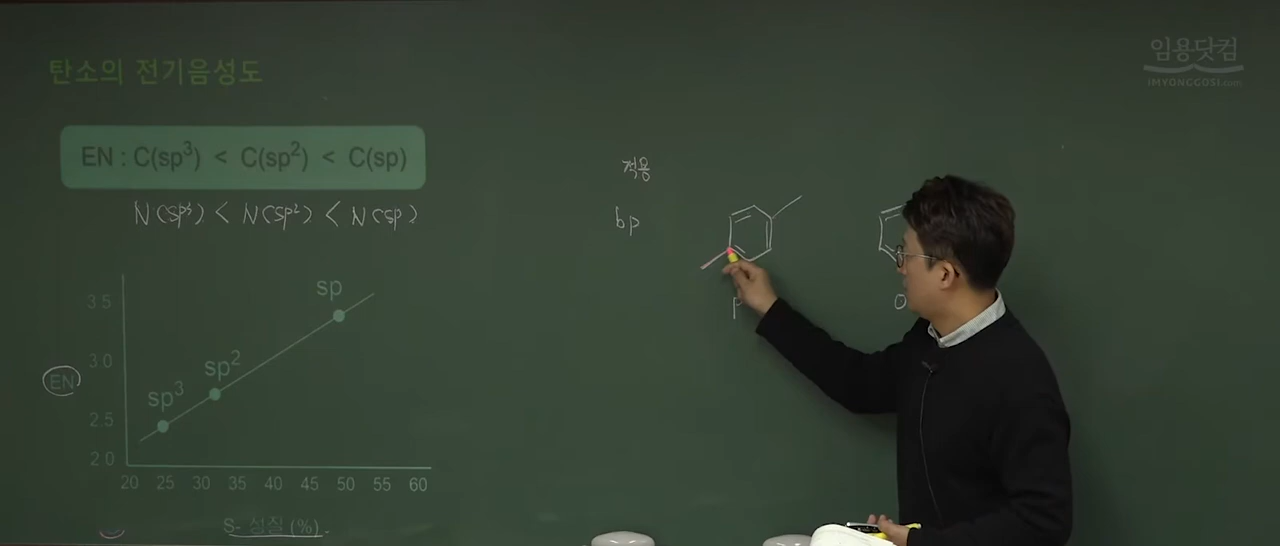 탄소의 전기음성도
임용닷컴
IMYONGGOSI.com
EN : C(sp³) < C(sp²) < C(sp)
N(sp³) < N(sp²) < N(sp)
적용
bp
p
o
sp
sp²
sp³
EN
3.5
3.0
2.5
2.0
20 25 30 35 40 45 50 55 60
S- 성질 (%)